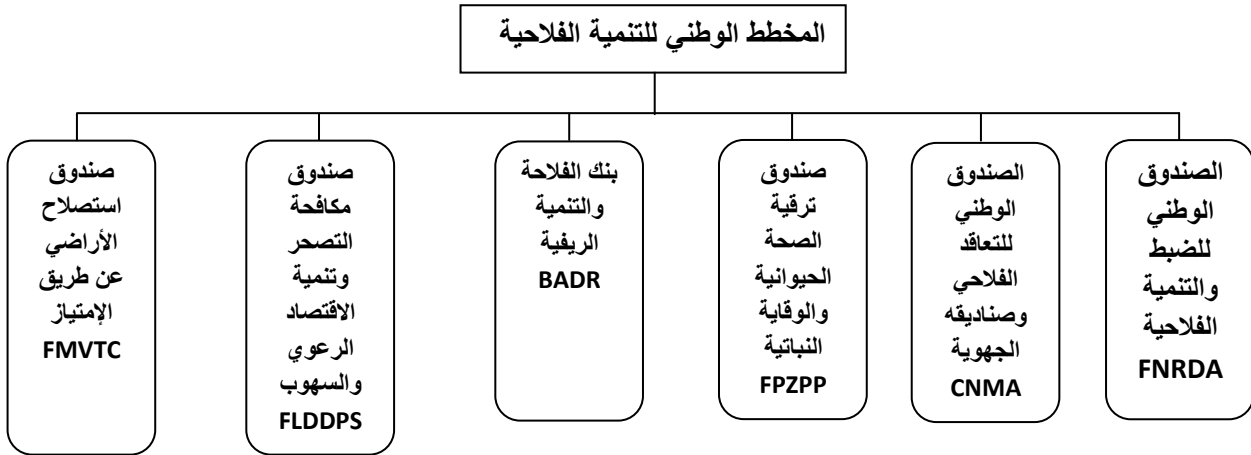 المخطط الوطني للتنمية الفلاحية
الصندوق
الوطني
للضبط
والتنمية
الفلاحية
FNRDA
الصندوق
الوطني
للتعاقد
الفلاحي
وصناديقه
الجهوية
CNMA
صندوق
ترقية
الصحة
الحيوانية
والوقاية
النباتية
FPZPP
بنك الفلاحة
والتنمية
الريفية
BADR
صندوق
مكافحة
التصحر
وتنمية
الاقتصاد
الرعوي
والسهوب
FLDDPS
صندوق
استصلاح
الأراضي
عن طريق
الإمتياز
FMVTC